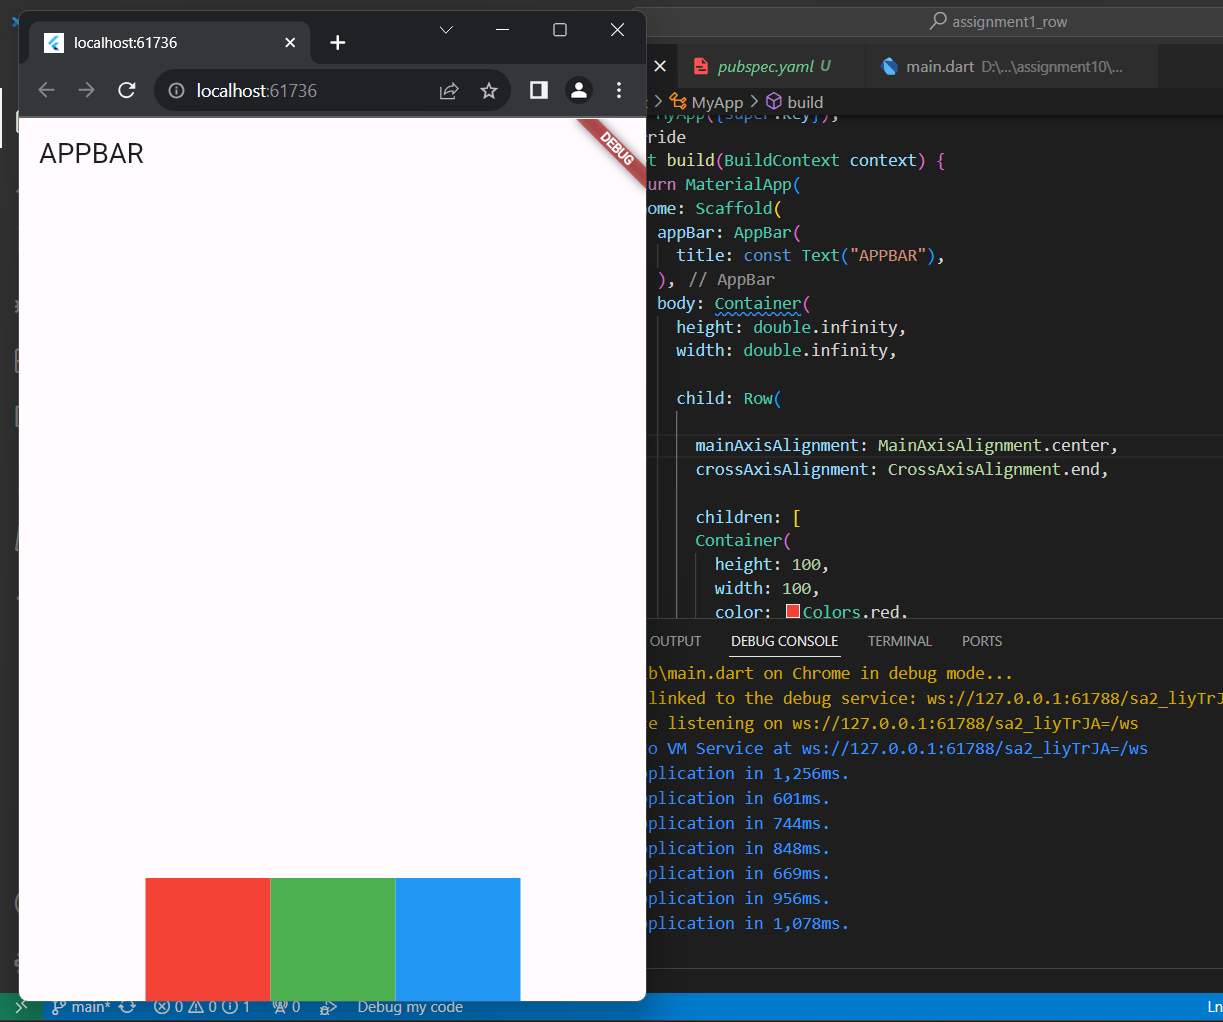 localhost:61736
localhost:61736
APPBAR
DEBUG
assignment1_row
pubspec.yaml U
main.dart D:\...\assignment10\...
MyApp
build
MyApp({super.key});
ride
build(BuildContext context) {
urn MaterialApp(
ome: Scaffold(
appBar: AppBar(
title: const Text("APPBAR"),
), // AppBar
body: Container(
height: double.infinity,
width: double.infinity,
child: Row(
mainAxisAlignment: MainAxisAlignment.center,
crossAxisAlignment: CrossAxisAlignment.end,
children: [
Container(
height: 100,
width: 100,
color: Colors.red,
OUTPUT
DEBUG CONSOLE
TERMINAL
PORTS
b\main.dart on Chrome in debug mode...
linked to the debug service: ws://127.0.0.1:61788/sa2_liyTrJ
e listening on ws://127.0.0.1:61788/sa2_liyTrJA=/ws
o VM Service at ws://127.0.0.1:61788/sa2_liyTrJA=/ws
plication in 1,256ms.
plication in 601ms.
plication in 744ms.
plication in 848ms.
plication in 669ms.
plication in 956ms.
plication in 1,078ms.
main*
0
0
1
0
Debug my code
Ln